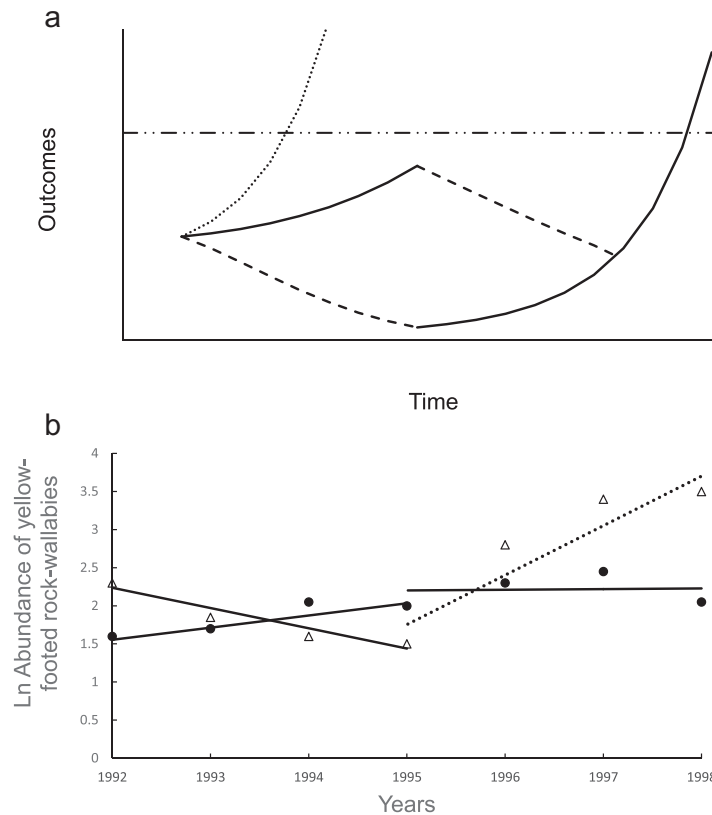 a
Outcomes
Time
b
Ln Abundance of yellow-
footed rock-wallabies
4
3.5
3
2.5
2
1.5
1
0.5
0
1992 1993 1994 1995 1996 1997 1998
Years